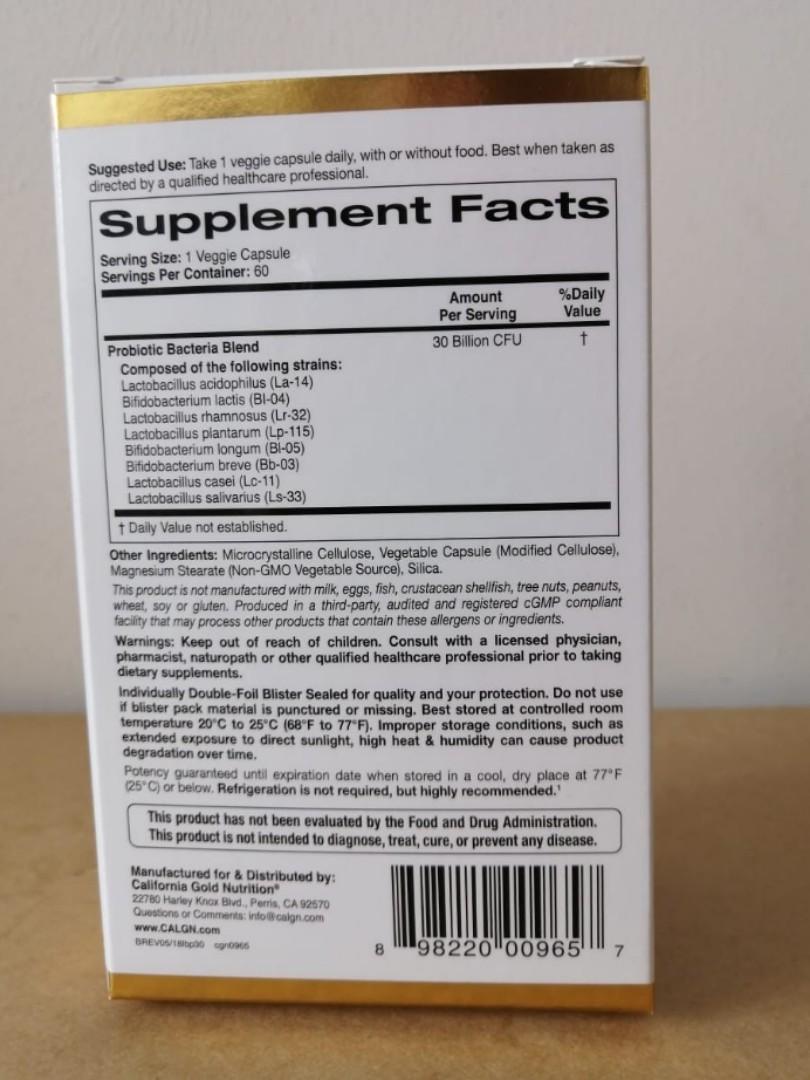 Suggested Use: Take 1 veggie capsule daily, with or without food. Best when taken as
directed by a qualified healthcare professional.
Supplement Facts
Serving Size: 1 Veggie Capsule
Servings Per Container: 60
Amount Per Serving
%Daily Value
Probiotic Bacteria Blend 30 Billion CFU †
Composed of the following strains:
Lactobacillus acidophilus (La-14)
Bifidobacterium lactis (Bl-04)
Lactobacillus rhamnosus (Lr-32)
Lactobacillus plantarum (Lp-115)
Bifidobacterium longum (Bl-05)
Bifidobacterium breve (Bb-03)
Lactobacillus casei (Lc-11)
Lactobacillus salivarius (Ls-33)
† Daily Value not established.
Other Ingredients: Microcrystalline Cellulose, Vegetable Capsule (Modified Cellulose),
Magnesium Stearate (Non-GMO Vegetable Source), Silica.
This product is not manufactured with milk, eggs, fish, crustacean shellfish, tree nuts, peanuts,
wheat, soy or gluten. Produced in a third-party, audited and registered cGMP compliant
facility that may process other products that contain these allergens or ingredients.
Warnings: Keep out of reach of children. Consult with a licensed physician,
pharmacist, naturopath or other qualified healthcare professional prior to taking
dietary supplements.
Individually Double-Foil Blister Sealed for quality and your protection. Do not use
if blister pack material is punctured or missing. Best stored at controlled room
temperature 20°C to 25°C (68°F to 77°F). Improper storage conditions, such as
extended exposure to direct sunlight, high heat & humidity can cause product
degradation over time.
Potency guaranteed until expiration date when stored in a cool, dry place at 77°F
(25°C) or below. Refrigeration is not required, but highly recommended.¹
This product has not been evaluated by the Food and Drug Administration.
This product is not intended to diagnose, treat, cure, or prevent any disease.
Manufactured for & Distributed by:
California Gold Nutrition®
22780 Harley Knox Blvd., Perris, CA 92570
Questions or Comments: info@calgn.com
www.CALGN.com
BREV05/18lbp30 cgn0965
8 98220 00965 7